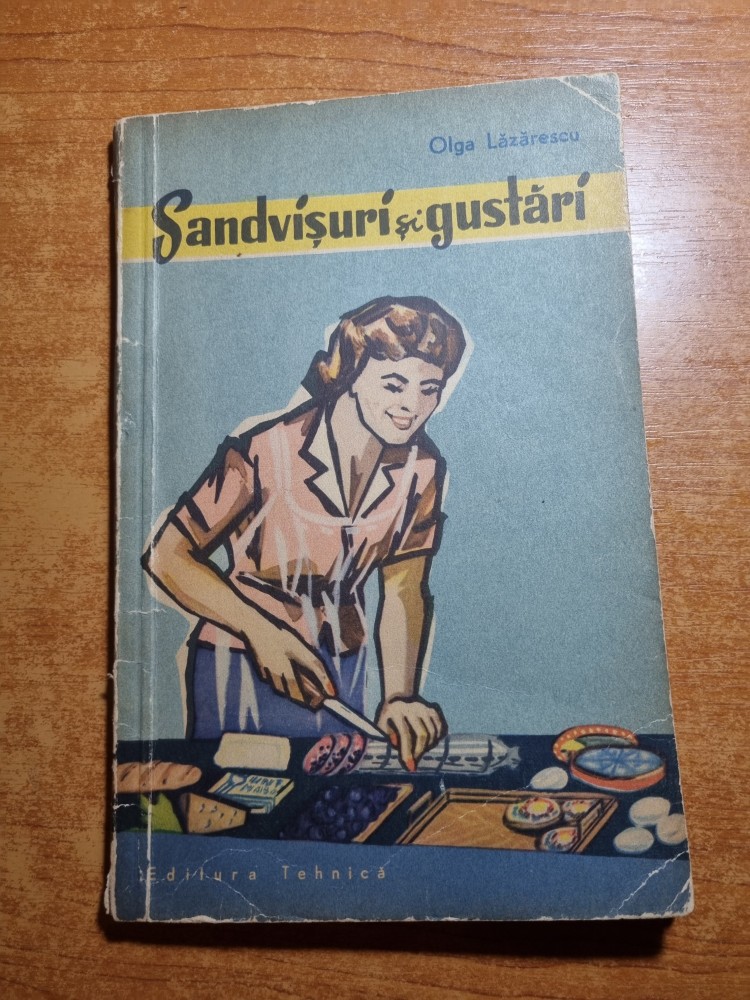 Olga Lăzărescu
Sandvișuri și gustări
Editura Tehnică